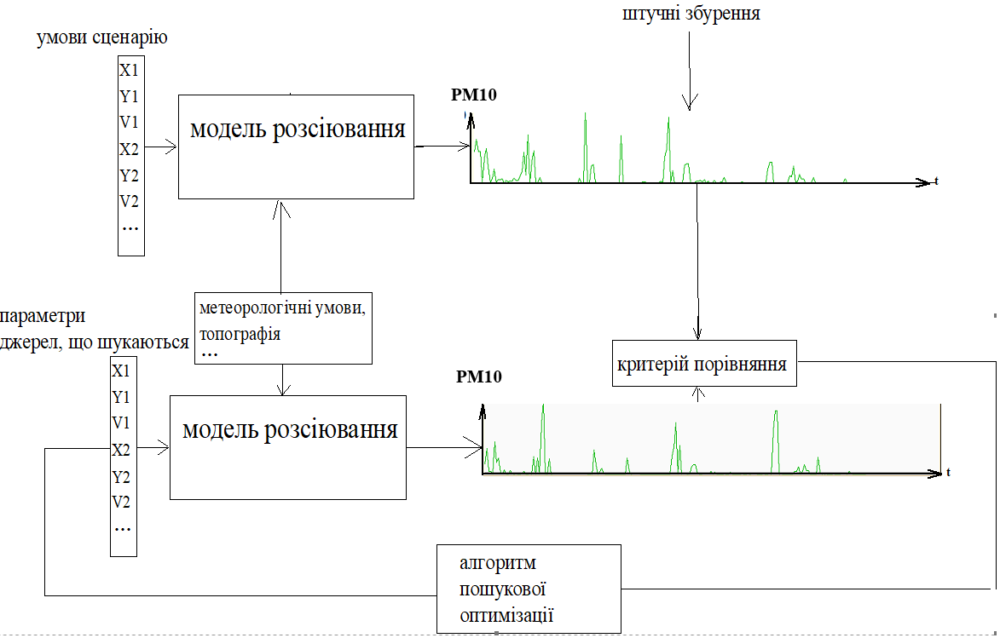 штучні збурення
умови сценарію
X1
Y1
V1
X2
Y2
V2
...
модель розсіювання
PM10
t
метеорологічні умови,
топографія
...
параметри
джерел, що шукаються
X1
Y1
V1
X2
Y2
V2
...
модель розсіювання
PM10
t
критерій порівняння
алгоритм
пошукової
оптимізації